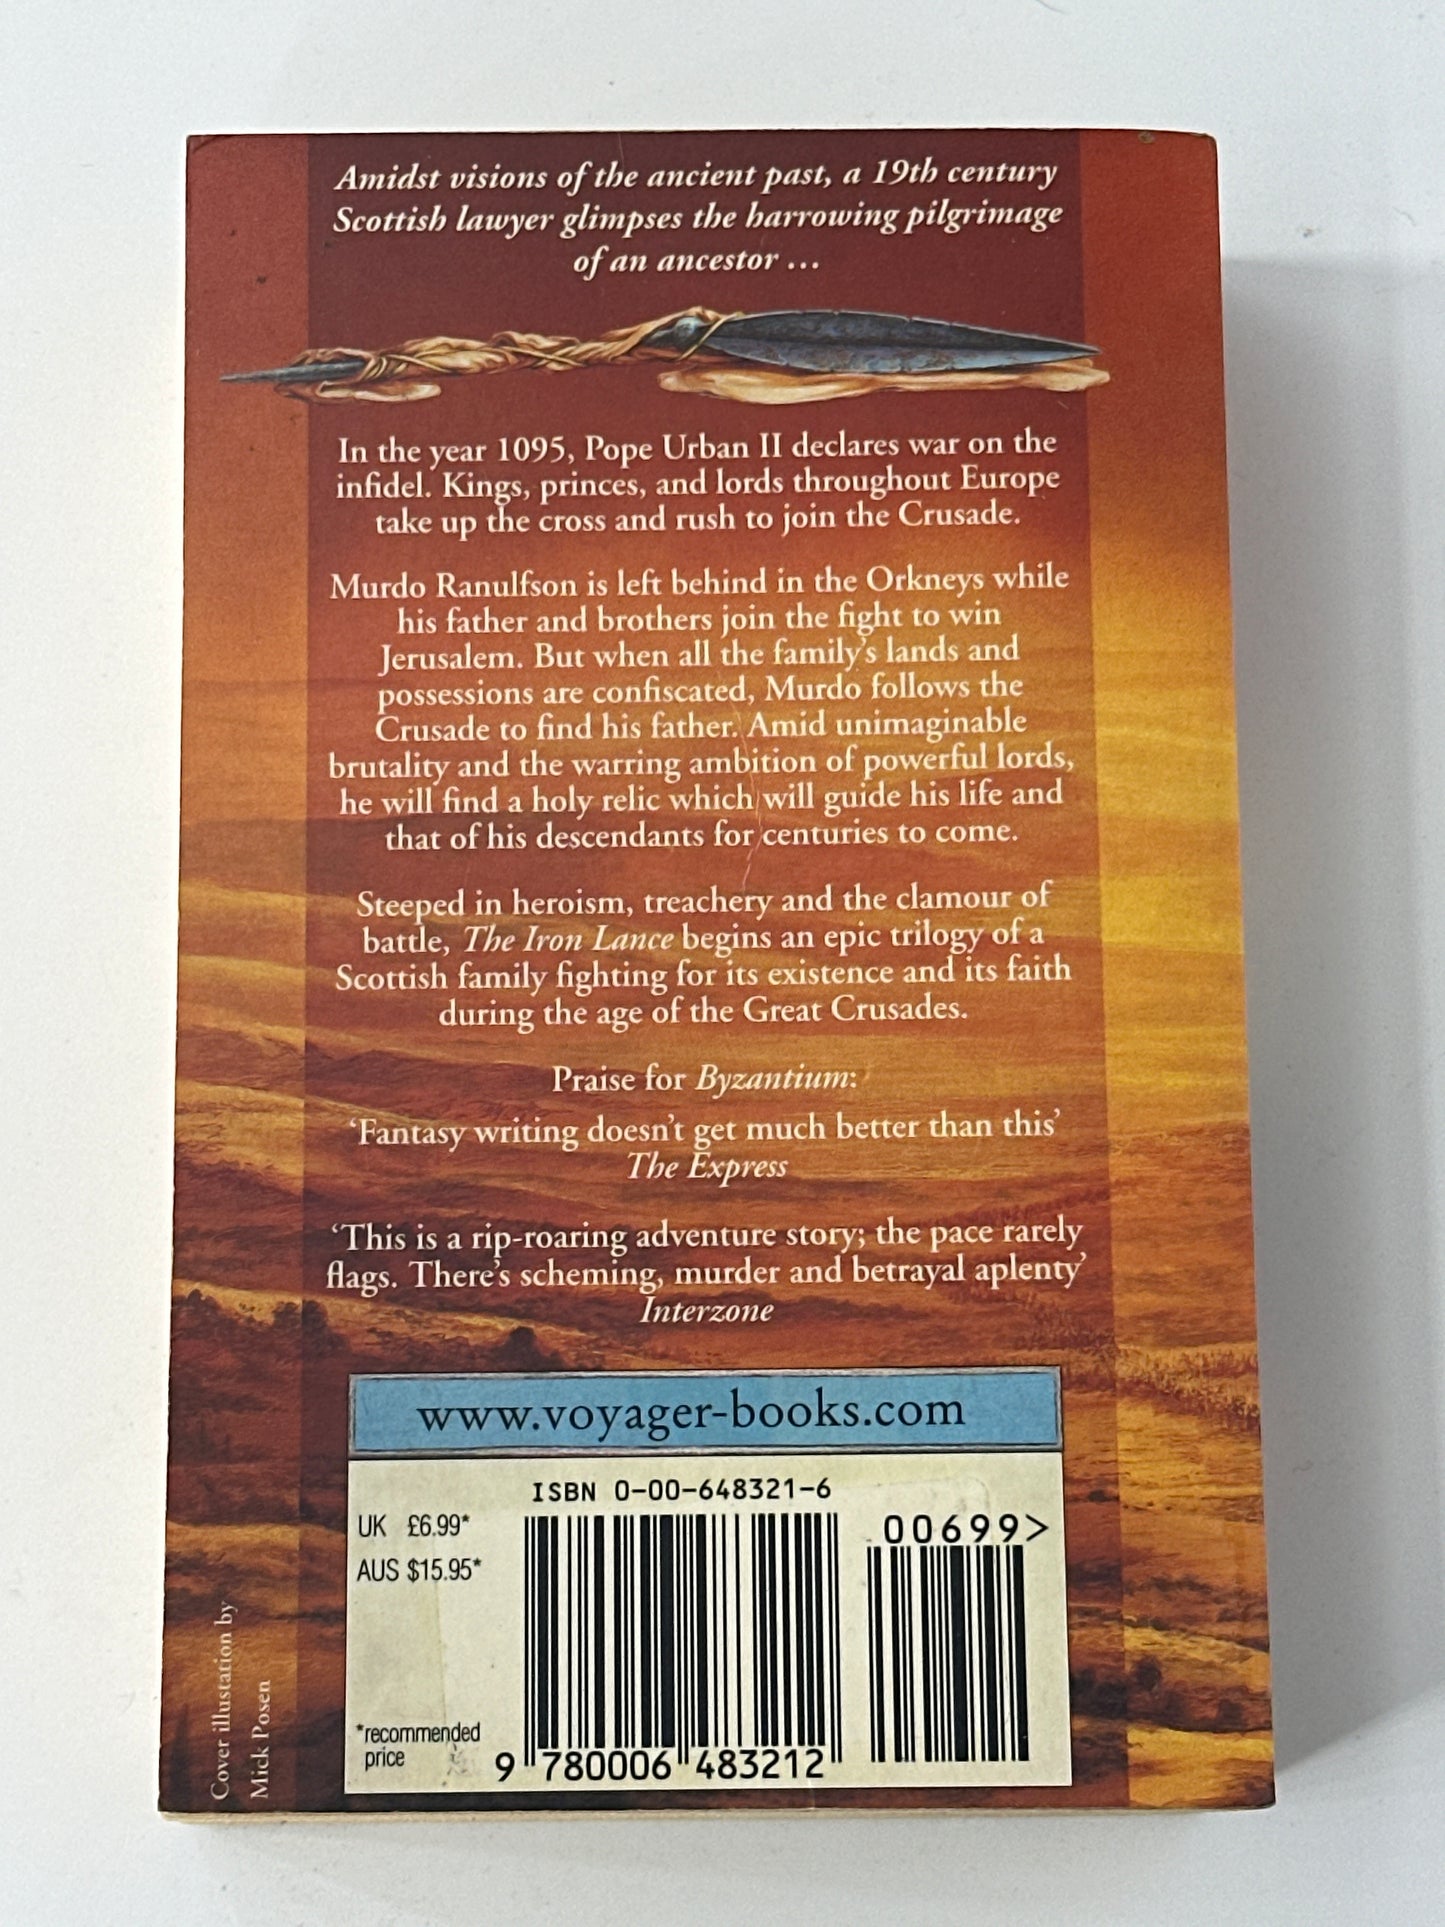 Amidst visions of the ancient past, a 19th century
Scottish lawyer glimpses the harrowing pilgrimage
of an ancestor ...
In the year 1095, Pope Urban II declares war on the
infidel. Kings, princes, and lords throughout Europe
take up the cross and rush to join the Crusade.
Murdo Ranulfson is left behind in the Orkneys while
his father and brothers join the fight to win
Jerusalem. But when all the family's lands and
possessions are confiscated, Murdo follows the
Crusade to find his father. Amid unimaginable
brutality and the warring ambition of powerful lords,
he will find a holy relic which will guide his life and
that of his descendants for centuries to come.
Steeped in heroism, treachery and the clamour of
battle, The Iron Lance begins an epic trilogy of a
Scottish family fighting for its existence and its faith
during the age of the Great Crusades.
Praise for Byzantium:
‘Fantasy writing doesn't get much better than this’
The Express
‘This is a rip-roaring adventure story; the pace rarely
flags. There's scheming, murder and betrayal aplenty’
Interzone
www.voyager-books.com
ISBN 0-00-648321-6
UK £6.99*
AUS $15.95*
00699>
*recommended
price
9 780006 483212
Cover illustation by
Mick Posen